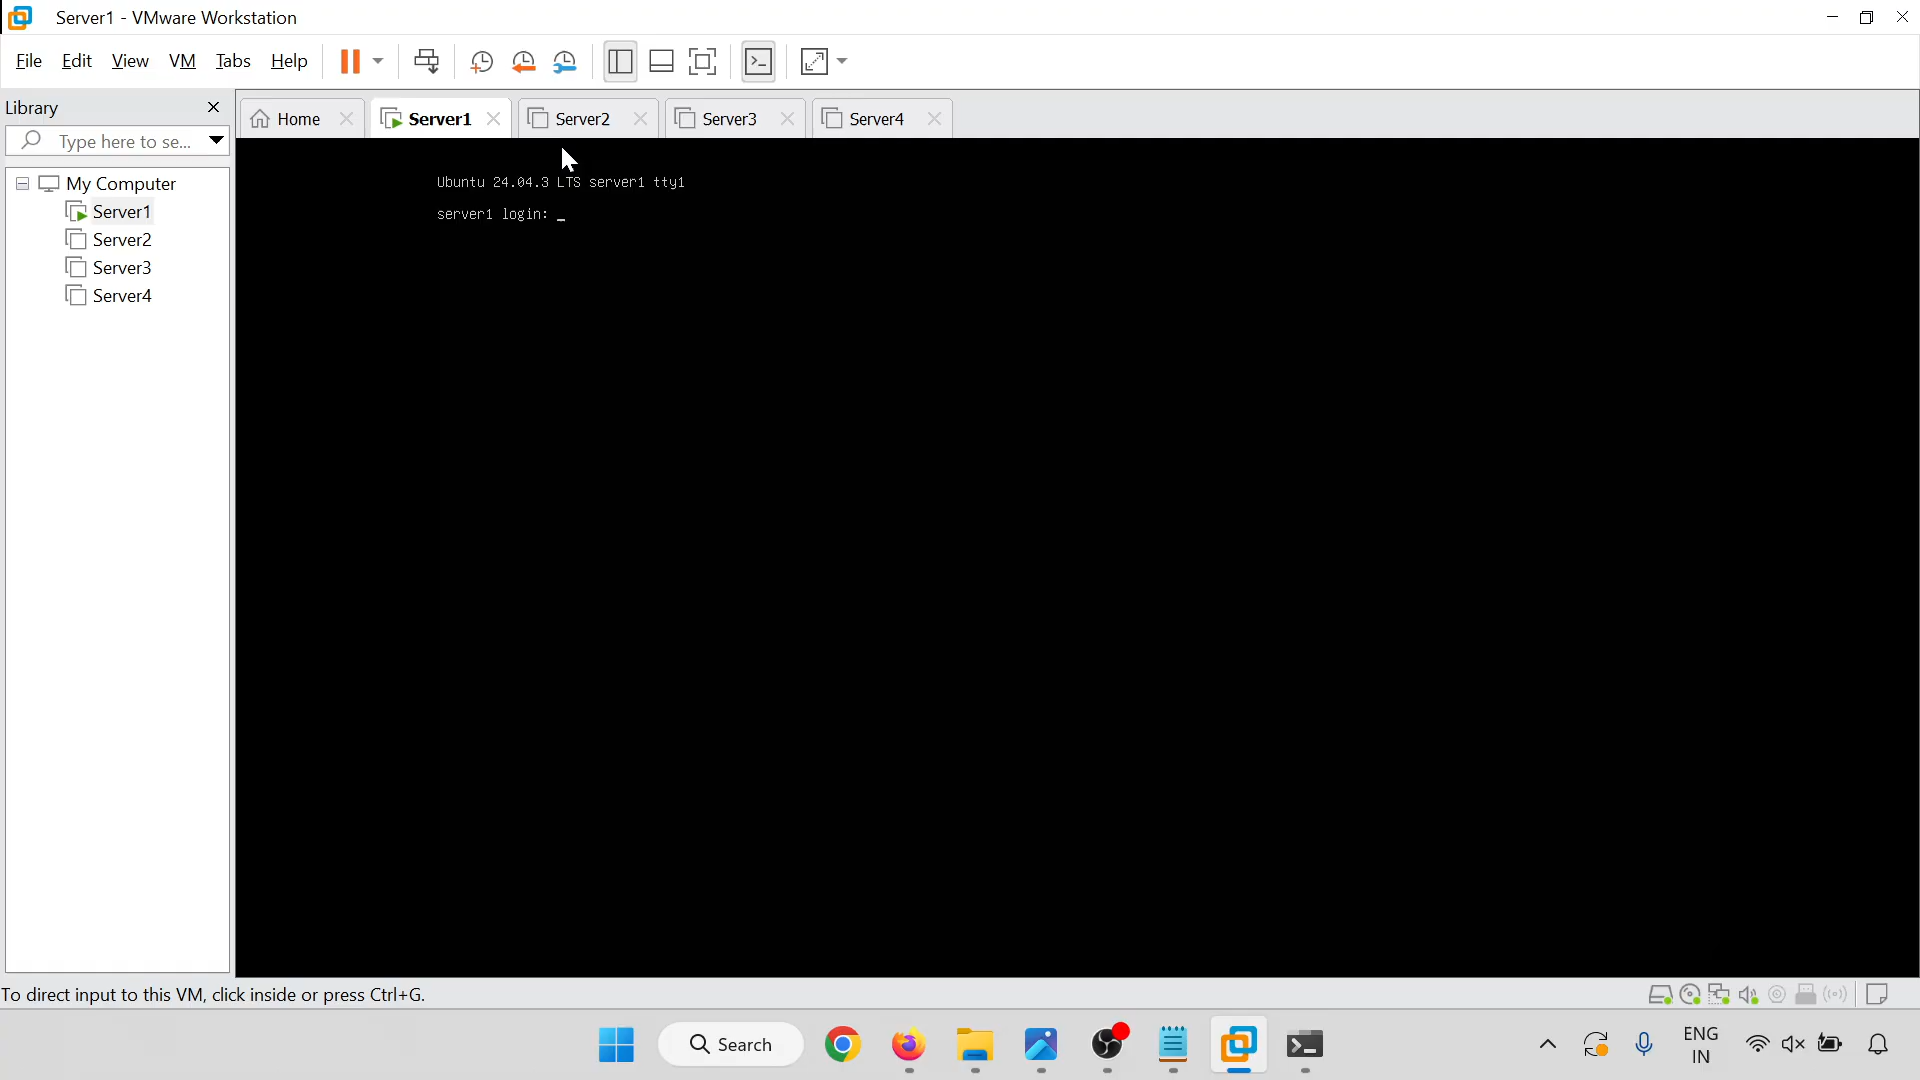 Server1 - VMware Workstation
File Edit View VM Tabs Help
Library
Type here to se...
Home
Server1
Server2
Server3
Server4
My Computer
Server1
Server2
Server3
Server4
Ubuntu 24.04.3 LTS server1 tty1
server1 login: _
To direct input to this VM, click inside or press Ctrl+G.
Search
ENG
IN